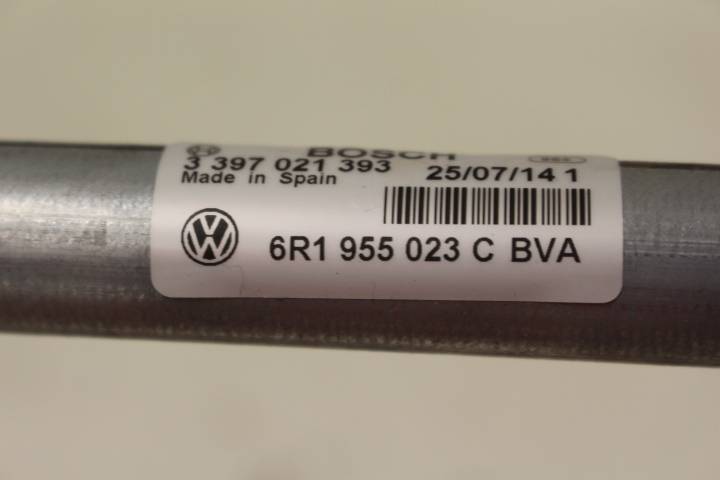 BOSCH
3 397 021 393
25/07/14 1
Made in Spain
6R1 955 023 C BVA